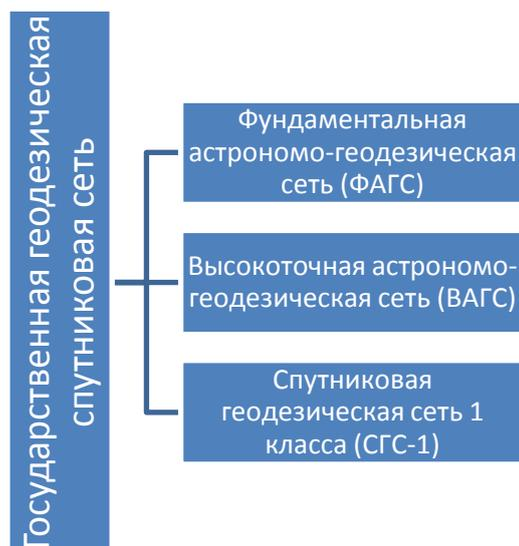 Государственная геодезическая
спутниковая сеть
Фундаментальная
астрономо-геодезическая
сеть (ФАГС)
Высокоточная астрономо-
геодезическая сеть (ВАГС)
Спутниковая
геодезическая сеть 1
класса (СГС-1)